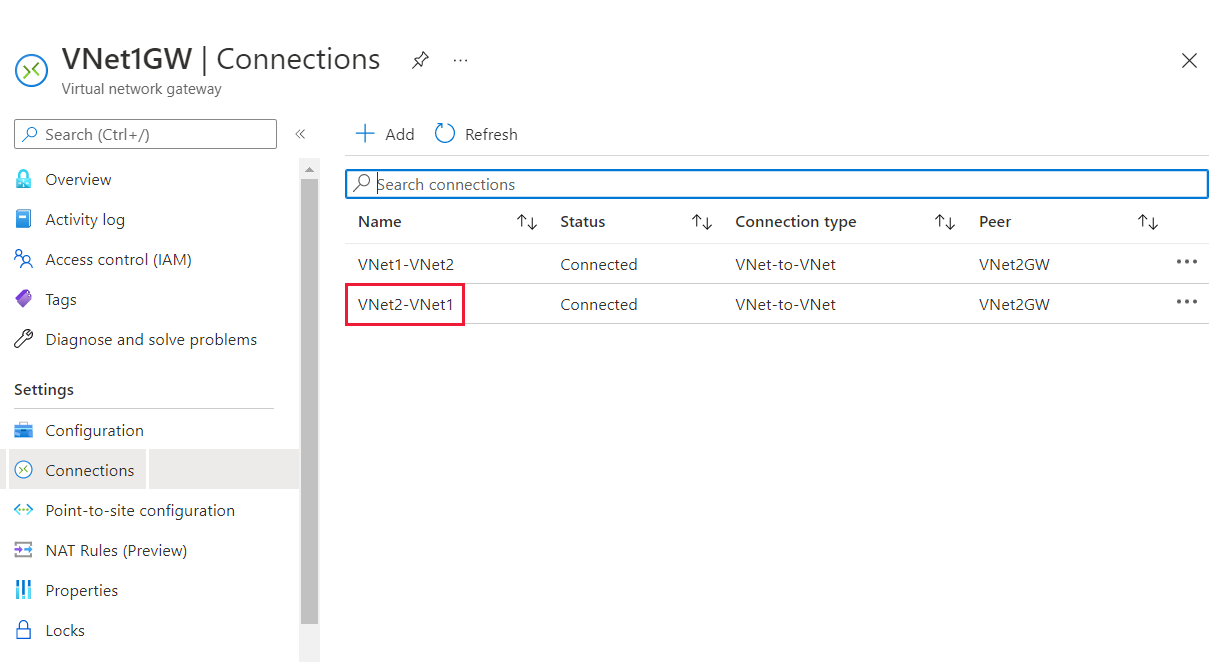 VNet1GW | Connections
...
Virtual network gateway
Search (Ctrl+/)
Overview
Activity log
Access control (IAM)
Tags
Diagnose and solve problems
Settings
Configuration
Connections
Point-to-site configuration
NAT Rules (Preview)
Properties
Locks
Add Refresh
Search connections
Name Status Connection type Peer
VNet1-VNet2 Connected VNet-to-VNet VNet2GW
VNet2-VNet1 Connected VNet-to-VNet VNet2GW